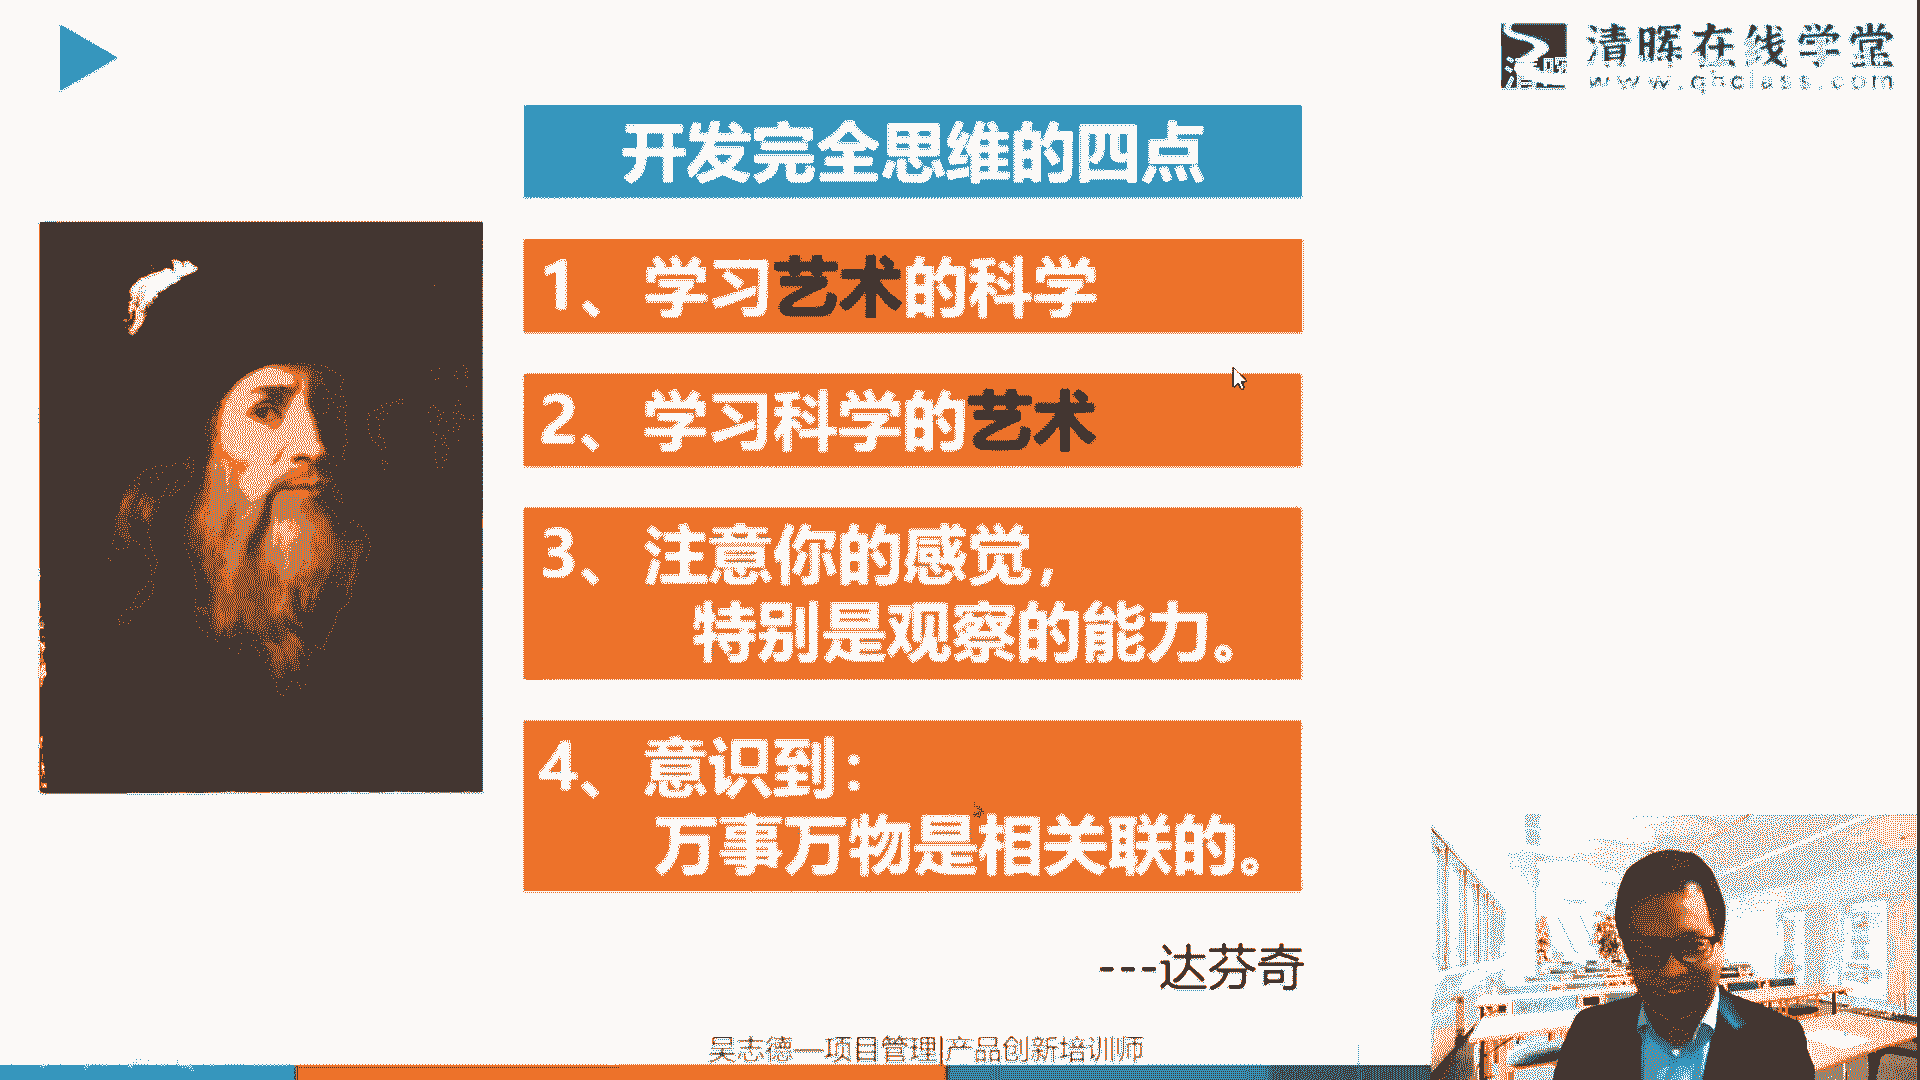 清晖在线学堂
www.qhclass.com
开发完全思维的四点
1、 学习艺术的科学
2、 学习科学的艺术
3、 注意你的感觉，
特别是观察的能力。
4、 意识到：
万事万物是相关联的。
---达芬奇
吴志德—项目管理|产品创新培训师